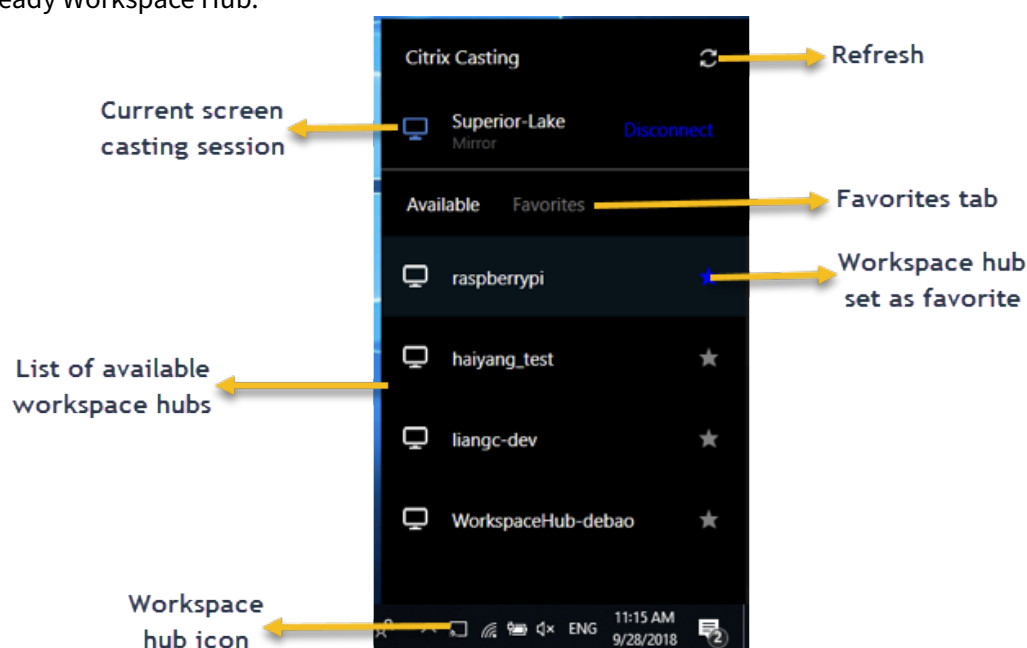 eady Workspace Hub.
Citrix Casting
Refresh
Current screen
casting session
Superior-Lake
Mirror
Disconnect
Available Favorites
Favorites tab
raspberrypi
Workspace hub
set as favorite
haiyang_test
List of available
workspace hubs
liangc-dev
WorkspaceHub-debao
Workspace
hub icon
ENG
11:15 AM
9/28/2018
2